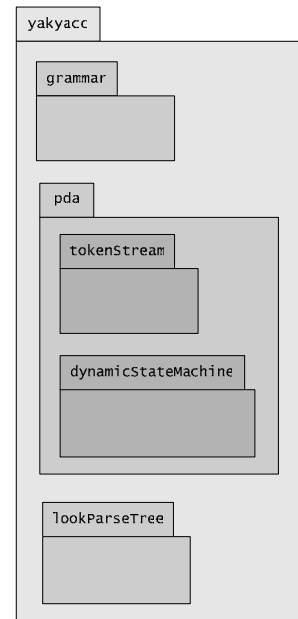 yakyacc
grammar
pda
tokenStream
dynamicStateMachine
lookParseTree